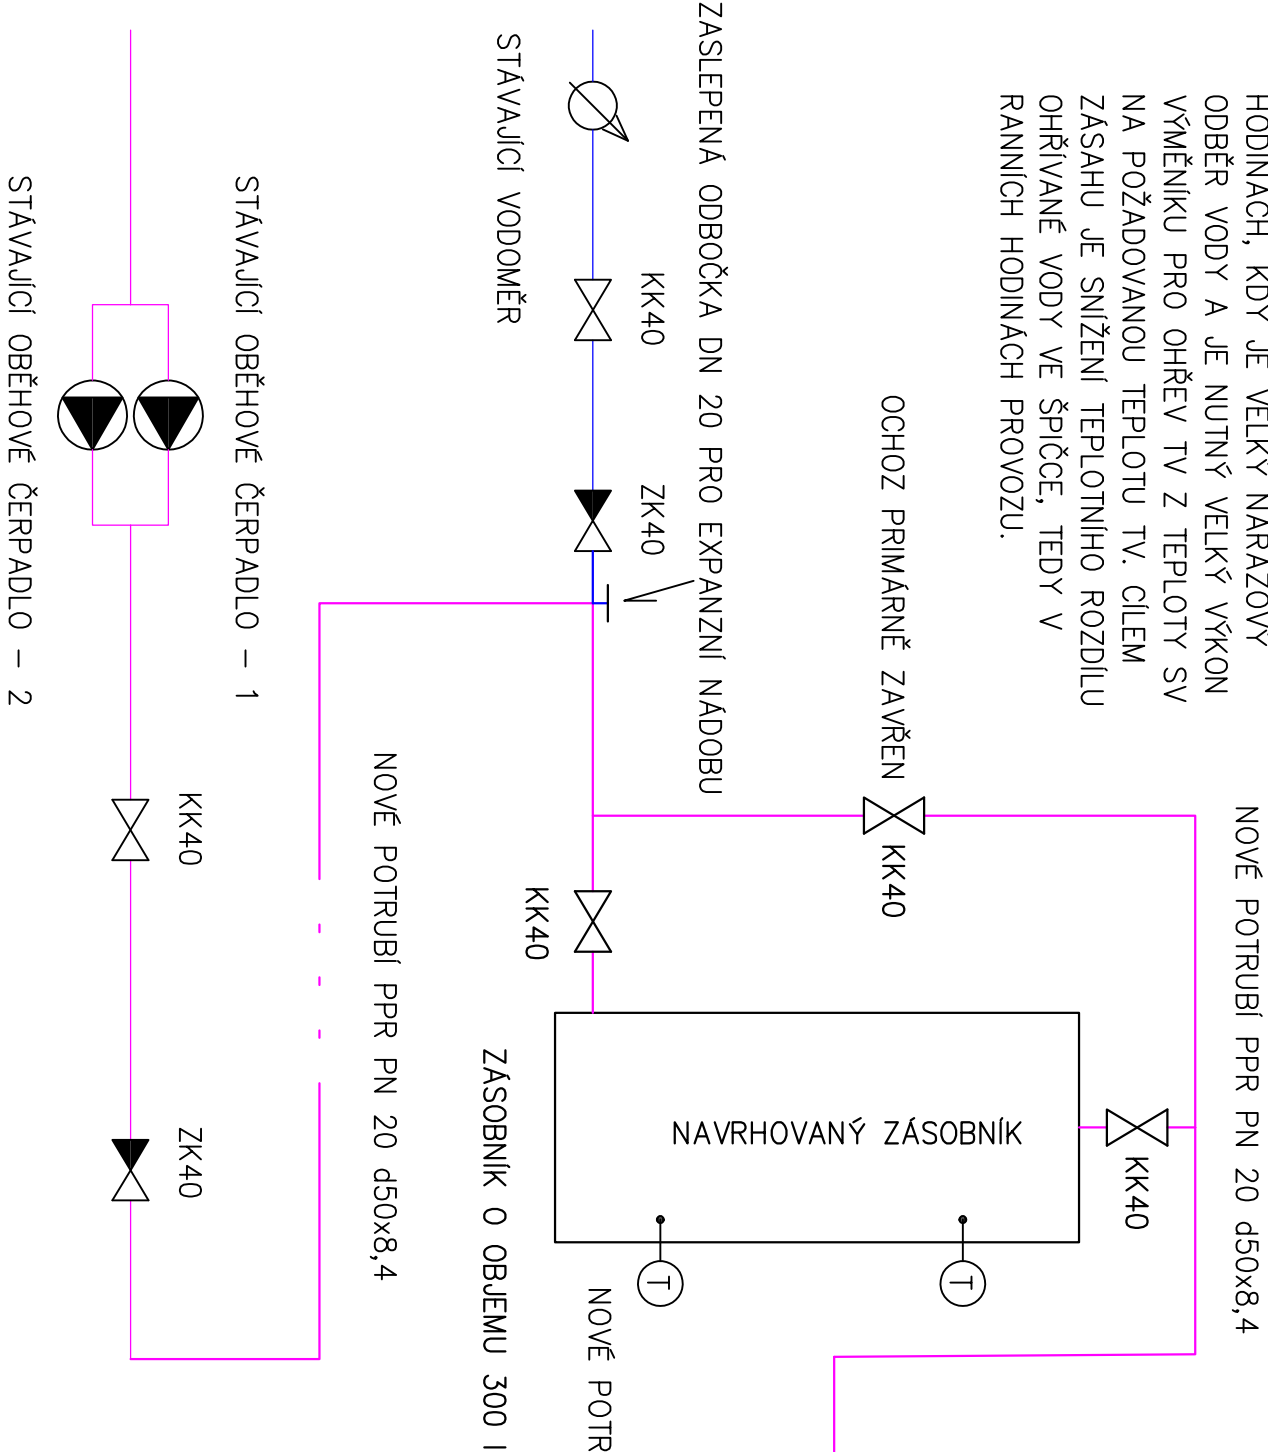 HODINÁCH, KDY JE VELKÝ NÁRAZOVÝ
ODBĚR VODY A JE NUTNÝ VELKÝ VÝKON
VÝMĚNÍKU PRO OHŘEV TV Z TEPLOTY SV
NA POŽADOVANOU TEPLOTU TV. CÍLEM
ZÁSAHU JE SNÍŽENÍ TEPLOTNÍHO ROZDÍLU
OHŘÍVANÉ VODY VE ŠPIČCE, TEDY V
RANNÍCH HODINÁCH PROVOZU.
NOVÉ POTRUBÍ PPR PN 20 d50x8,4
OCHOZ PRIMÁRNĚ ZAVŘEN
KK40
KK40
ZASLEPENÁ ODBOČKA DN 20 PRO EXPANZNÍ NÁDOBU
KK40
ZK40
STÁVAJÍCÍ VODOMĚR
KK40
NAVRHOVANÝ ZÁSOBNÍK
T
T
NOVÉ POTR
ZÁSOBNÍK O OBJEMU 300 l
NOVÉ POTRUBÍ PPR PN 20 d50x8,4
STÁVAJÍCÍ OBĚHOVÉ ČERPADLO - 1
KK40
ZK40
STÁVAJÍCÍ OBĚHOVÉ ČERPADLO - 2